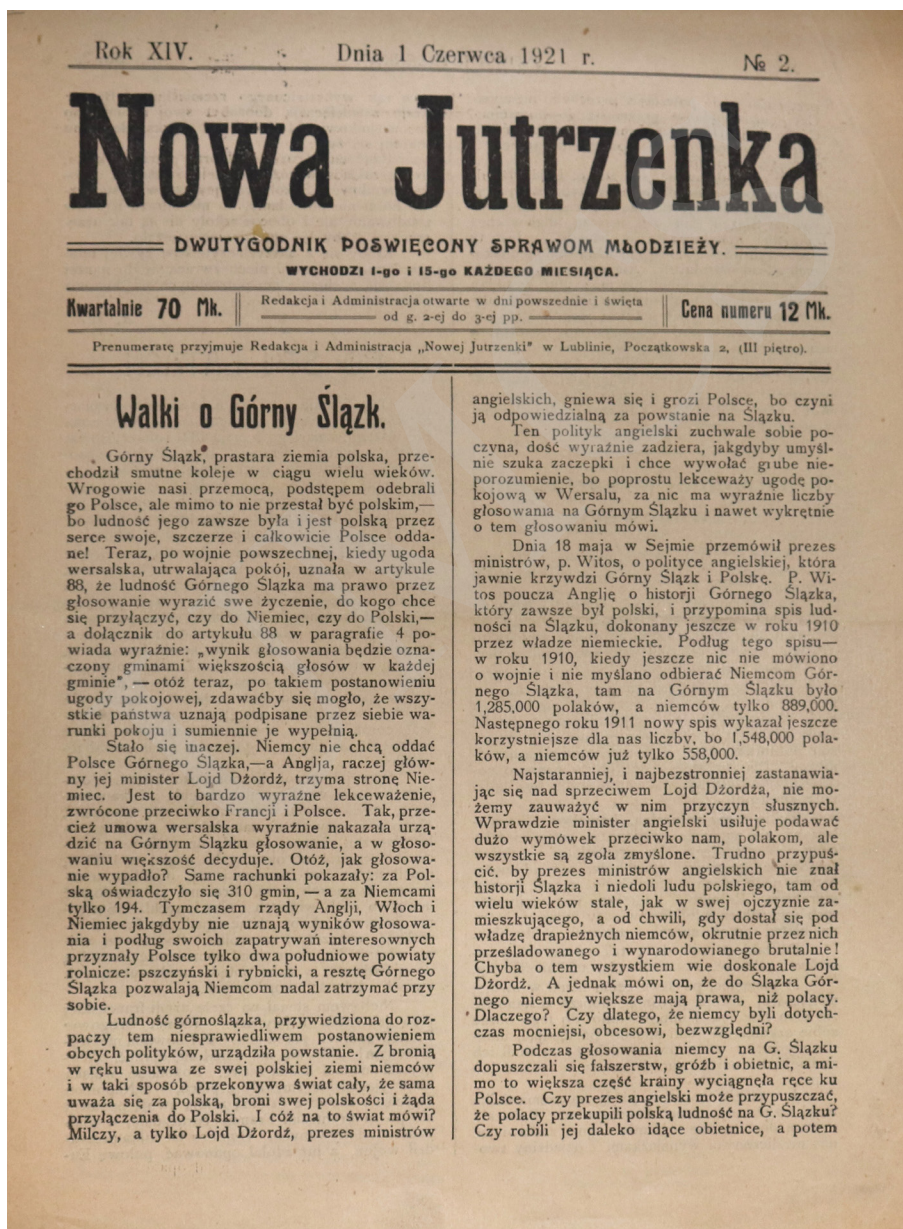 Rok XIV.
Dnia 1 Czerwca 1921 r.
№ 2.
Nowa Jutrzenka
DWUTYGODNIK POSWIĘCONY SPRAWOM MŁODZIEŻY.
WYCHODZI 1-go i 15-go KAŻDEGO MIESIĄCA.
Kwartalnie 70 Mk.
Redakcja i Administracja otwarte w dni powszednie i święta
od g. 2-ej do 3-ej pp.
Cena numeru 12 Mk.
Prenumeratę przyjmuje Redakcja i Administracja „Nowej Jutrzenki" w Lublinie, Początkowska 2, (III piętro).
Walki o Górny Ślązk.
Górny Ślązk, prastara ziemia polska, prze-
chodził smutne koleje w ciągu wielu wieków.
Wrogowie nasi przemocą, podstępem odebrali
go Polsce, ale mimo to nie przestał być polskim,—
bo ludność jego zawsze była i jest polską przez
serce swoje, szczerze i całkowicie Polsce odda-
ne! Teraz, po wojnie powszechnej, kiedy ugoda
wersalska, utrwalająca pokój, uznała w artykule
88, że ludność Górnego Ślązka ma prawo przez
głosowanie wyrazić swe życzenie, do kogo chce
się przyłączyć, czy do Niemiec, czy do Polski,—
a dołącznik do artykułu 88 w paragrafie 4 po-
wiada wyraźnie: „wynik głosowania będzie ozna-
czony gminami większością głosów w każdej
gminie", — otóż teraz, po takiem postanowieniu
ugody pokojowej, zdawaćby się mogło, że wszy-
stkie państwa uznają podpisane przez siebie wa-
runki pokoju i sumiennie je wypełnią.
Stało się inaczej. Niemcy nie chcą oddać
Polsce Górnego Ślązka,—a Anglja, raczej głów-
ny jej minister Lojd Dżordż, trzyma stronę Nie-
miec. Jest to bardzo wyraźne lekceważenie,
zwrócone przeciwko Francji i Polsce. Tak, prze-
cież umowa wersalska wyraźnie nakazała urzą-
dzić na Górnym Ślązku głosowanie, a w głoso-
waniu większość decyduje. Otóż, jak głosowa-
nie wypadło? Same rachunki pokazały: za Pol-
ską oświadczyło się 310 gmin, — a za Niemcami
tylko 194. Tymczasem rządy Anglji, Włoch i
Niemiec jakgdyby nie uznają wyników głosowa-
nia i podług swoich zapatrywań interesownych
przyznały Polsce tylko dwa południowe powiaty
rolnicze: pszczyński i rybnicki, a resztę Górnego
Ślązka pozwalają Niemcom nadal zatrzymać przy
sobie.
Ludność górnoślązka, przywiedziona do roz-
paczy tem niesprawiedliwem postanowieniem
obcych polityków, urządziła powstanie. Z bronią
w ręku usuwa ze swej polskiej ziemi niemców
i w taki sposób przekonywa świat cały, że sama
uważa się za polską, broni swej polskości i żąda
przyłączenia do Polski. I cóż na to świat mówi?
Milczy, a tylko Lojd Dżordż, prezes ministrów
angielskich, gniewa się i grozi Polsce, bo czyni
ją odpowiedzialną za powstanie na Ślązku.
Ten polityk angielski zuchwale sobie po-
czyna, dość wyraźnie zadziera, jakgdyby umyśl-
nie szuka zaczepki i chce wywołać grube nie-
porozumienie, bo poprostu lekceważy ugodę po-
kojową w Wersalu, za nic ma wyraźnie liczby
głosowania na Górnym Ślązku i nawet wykrętnie
o tem głosowaniu mówi.
Dnia 18 maja w Sejmie przemówił prezes
ministrów, p. Witos, o polityce angielskiej, która
jawnie krzywdzi Górny Ślązk i Polskę. P. Wi-
tos poucza Anglję o historji Górnego Ślązka,
który zawsze był polski, i przypomina spis lud-
ności na Ślązku, dokonany jeszcze w roku 1910
przez władze niemieckie. Podług tego spisu—
w roku 1910, kiedy jeszcze nic nie mówiono
o wojnie i nie myślano odbierać Niemcom Gór-
nego Ślązka, tam na Górnym Ślązku było
1,285,000 polaków, a niemców tylko 889,000.
Następnego roku 1911 nowy spis wykazał jeszcze
korzystniejsze dla nas liczby, bo 1,548,000 pola-
ków, a niemców już tylko 558,000.
Najstaranniej, i najbezstronniej zastanawia-
jąc się nad sprzeciwem Lojd Dżordża, nie mo-
żemy zauważyć w nim przyczyn słusznych.
Wprawdzie minister angielski usiłuje podawać
dużo wymówek przeciwko nam, polakom, ale
wszystkie są zgoła zmyślone. Trudno przypuś-
cić, by prezes ministrów angielskich nie znał
historji Ślązka i niedoli ludu polskiego, tam od
wielu wieków stale, jak w swej ojczyznie za-
mieszkującego, a od chwili, gdy dostał się pod
władzę drapieżnych niemców, okrutnie przez nich
prześladowanego i wynarodowianego brutalnie!
Chyba o tem wszystkiem wie doskonale Lojd
Dżordż. A jednak mówi on, że do Ślązka Gór-
nego niemcy większe mają prawa, niż polacy.
Dlaczego? Czy dlatego, że niemcy byli dotych-
czas mocniejsi, obcesowi, bezwzględni?
Podczas głosowania niemcy na G. Ślązku
dopuszczali się fałszerstw, gróźb i obietnic, a mi-
mo to większa część krainy wyciągnęła ręce ku
Polsce. Czy prezes angielski może przypuszczać,
że polacy przekupili polską ludność na G. Ślązku?
Czy robili jej daleko idące obietnice, a potem